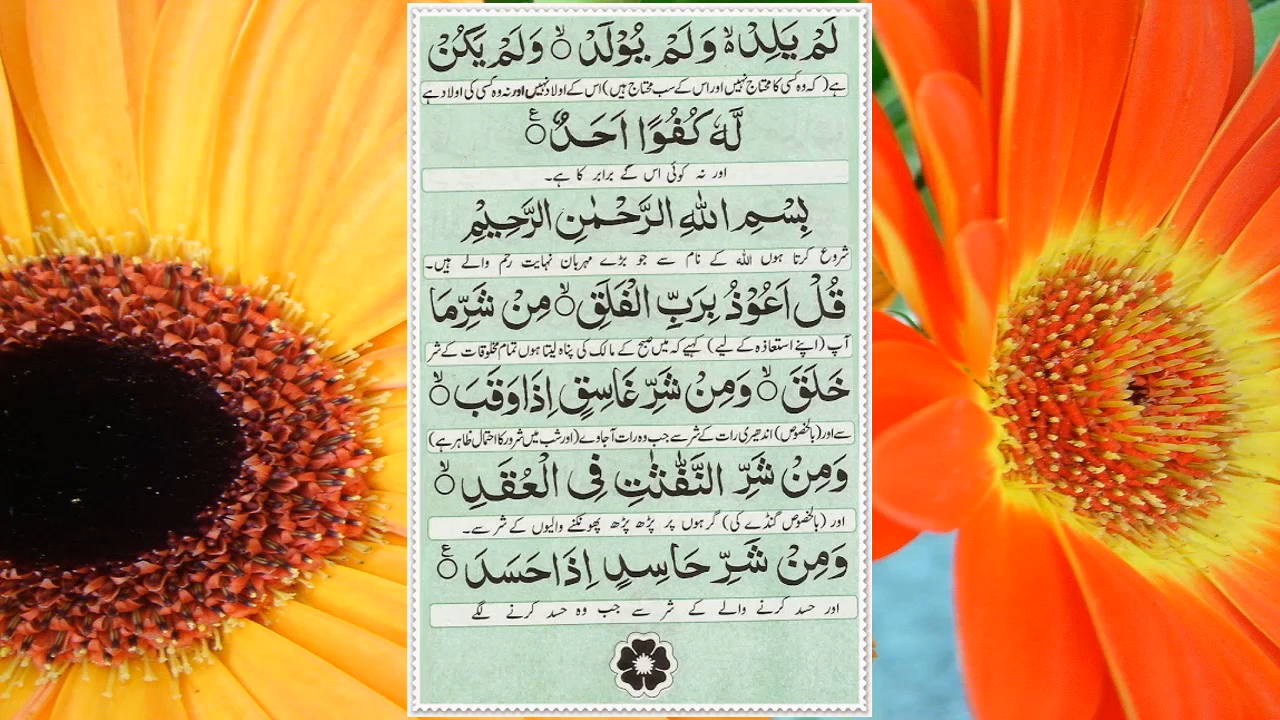 لَمْ يَلِدْ ۙ۬ وَلَمْ يُوْلَدْ ۙ وَلَمْ يَكُنْ
ہے ( کہ وہ کسی کا محتاج نہیں اور اس کے سب محتاج ہیں) اس کے اولاد نہیں اور نہ وہ کسی کی اولاد ہے
لَّهٗ كُفُوًا اَحَدٌ ۧ
اور نہ کوئی اس کے برابر کا ہے۔
بِسْمِ اللهِ الرَّحْمٰنِ الرَّحِيْمِ
شروع کرتا ہوں اللہ کے نام سے جو بڑے مہربان نہایت رحم والے ہیں۔
قُلْ اَعُوْذُ بِرَبِّ الْفَلَقِ ۙ مِنْ شَرِّ مَا
آپ (اپنے استعاذہ کے لیے) کہیے کہ میں صبح کے مالک کی پناہ لیتا ہوں تمام مخلوقات کے شر
خَلَقَ ۙ وَمِنْ شَرِّ غَاسِقٍ اِذَا وَقَبَ ۙ
سے اور (بالخصوص) اندھیری رات کے شر سے جب وہ رات آجاوے (اور شب میں شرور کا احتمال ظاہر ہے)
وَمِنْ شَرِّ النَّفّٰثٰتِ فِى الْعُقَدِ ۙ
اور (بالخصوص گنڈے کی) گرہوں پر پڑھ پڑھ پھونکنے والیوں کے شر سے۔
وَمِنْ شَرِّ حَاسِدٍ اِذَا حَسَدَ ۧ
اور حسد کرنے والے کے شر سے جب وہ حسد کرنے لگے